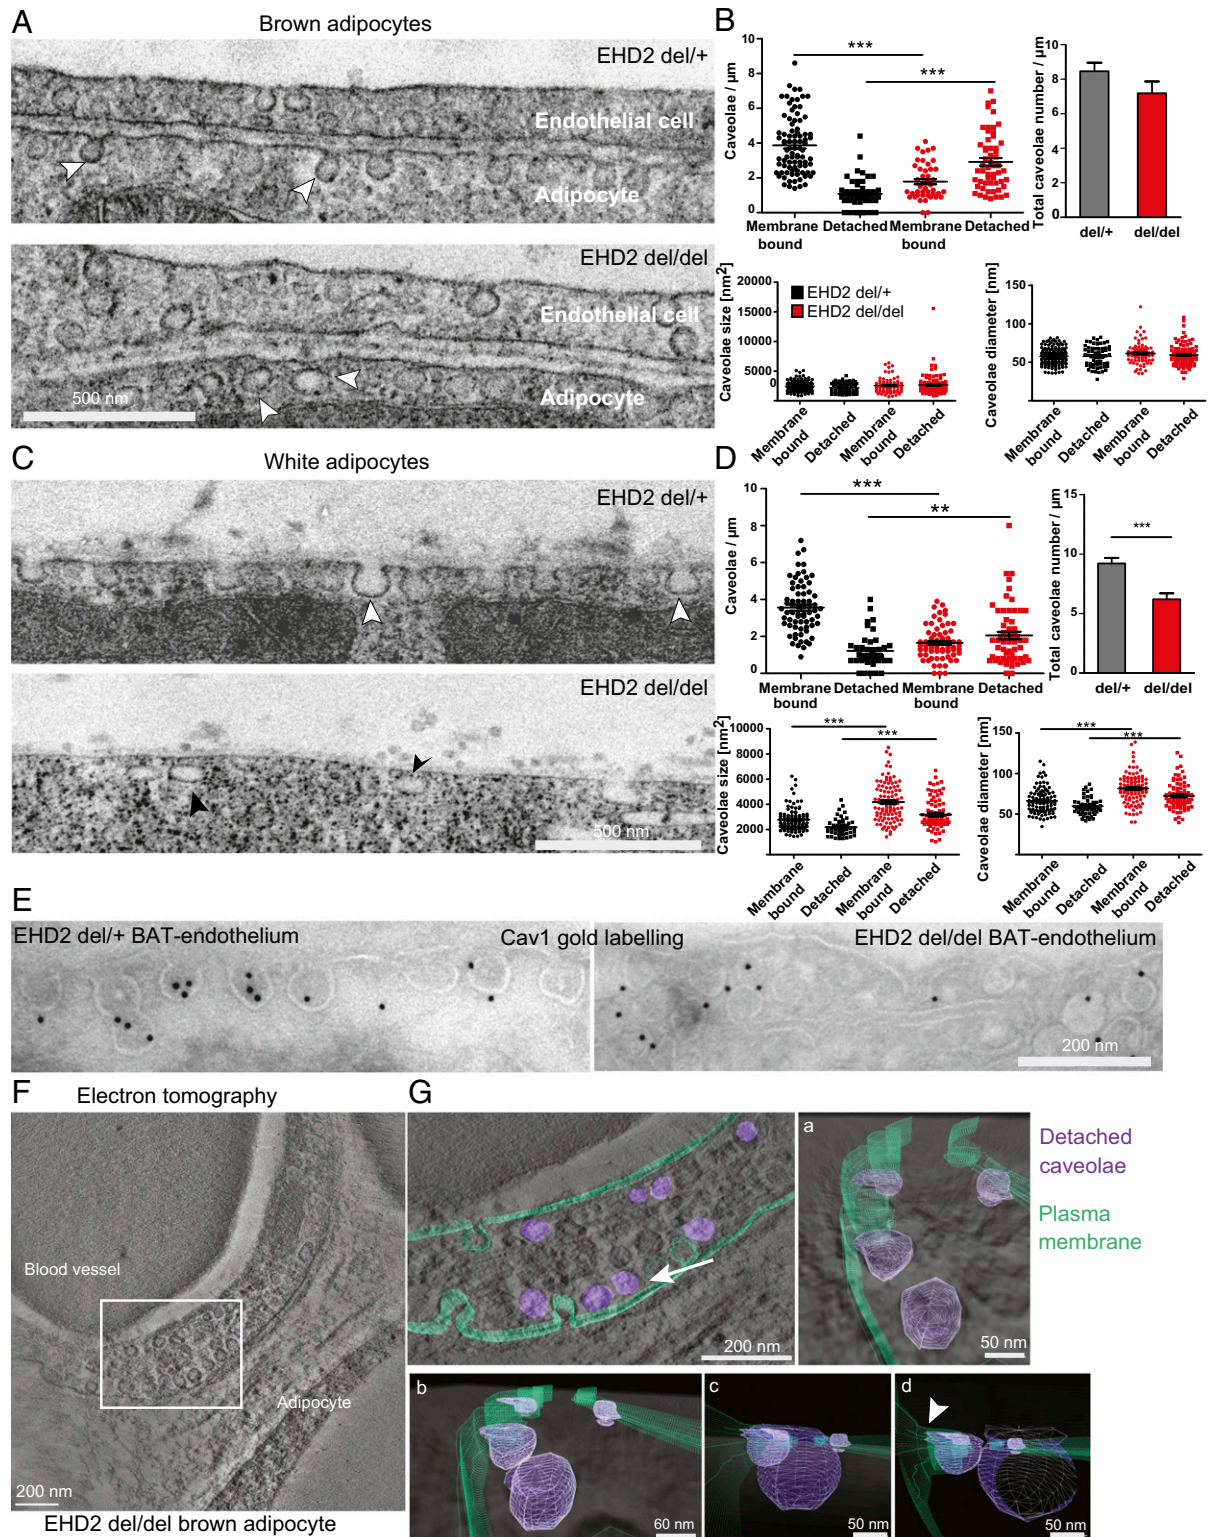 A
Brown adipocytes
EHD2 del/+
Endothelial cell
Adipocyte
EHD2 del/del
Endothelial cell
Adipocyte
500 nm
B
Caveolae / µm
8
6
4
2
0
***
***
Membrane bound
Detached
Membrane bound
Detached
Total caveolae number / µm
10
8
6
4
2
0
del/+
del/del
Caveolae size [nm²]
20000
15000
10000
5000
0
EHD2 del/+
EHD2 del/del
Membrane bound
Detached
Membrane bound
Detached
Caveolae diameter [nm]
150
100
50
Membrane bound
Detached
Membrane bound
Detached
C
White adipocytes
EHD2 del/+
EHD2 del/del
500 nm
D
Caveolae / µm
10
8
6
4
2
0
***
**
Membrane bound
Detached
Membrane bound
Detached
Total caveolae number / µm
15
10
5
0
***
del/+
del/del
Caveolae size [nm²]
10000
8000
6000
4000
2000
***
***
Membrane bound
Detached
Membrane bound
Detached
Caveolae diameter [nm]
150
100
50
***
***
Membrane bound
Detached
Membrane bound
Detached
E
EHD2 del/+ BAT-endothelium
Cav1 gold labelling
EHD2 del/del BAT-endothelium
200 nm
F
Electron tomography
Blood vessel
Adipocyte
200 nm
EHD2 del/del brown adipocyte
G
200 nm
a
50 nm
Detached
caveolae
Plasma
membrane
b
60 nm
c
50 nm
d
50 nm